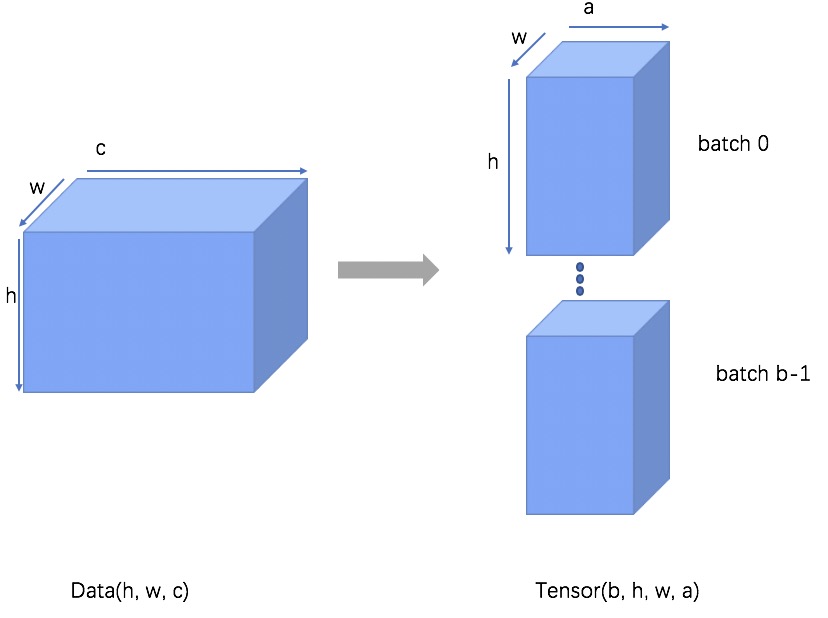 c
w
h
Data(h, w, c)
a
w
h
batch 0
batch b-1
Tensor(b, h, w, a)